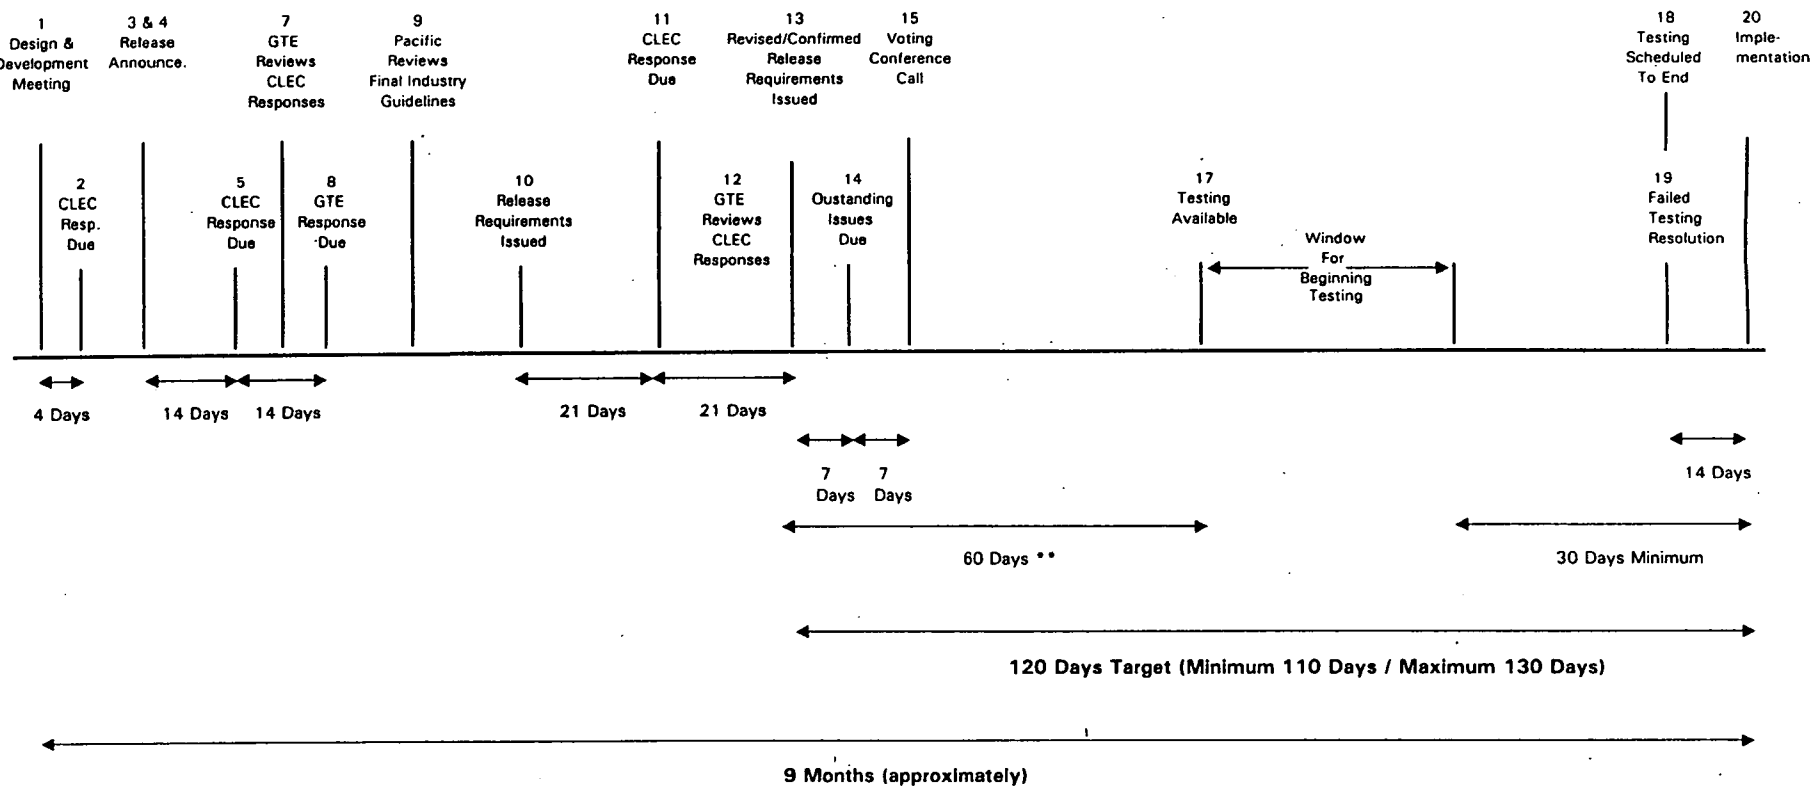 1
Design &
Development
Meeting
3 & 4
Release
Announce.
7
GTE
Reviews
CLEC
Responses
9
Pacific
Reviews
Final Industry
Guidelines
11
CLEC
Response
Due
13
Revised/Confirmed
Release
Requirements
Issued
15
Voting
Conference
Call
18
Testing
Scheduled
To End
20
Imple-
mentation
2
CLEC
Resp.
Due
5
CLEC
Response
Due
8
GTE
Response
Due
10
Release
Requirements
Issued
12
GTE
Reviews
CLEC
Responses
14
Oustanding
Issues
Due
17
Testing
Available
Window
For
Beginning
Testing
19
Failed
Testing
Resolution
4 Days
14 Days
14 Days
21 Days
21 Days
7
Days
7
Days
14 Days
60 Days **
30 Days Minimum
120 Days Target (Minimum 110 Days / Maximum 130 Days)
9 Months (approximately)